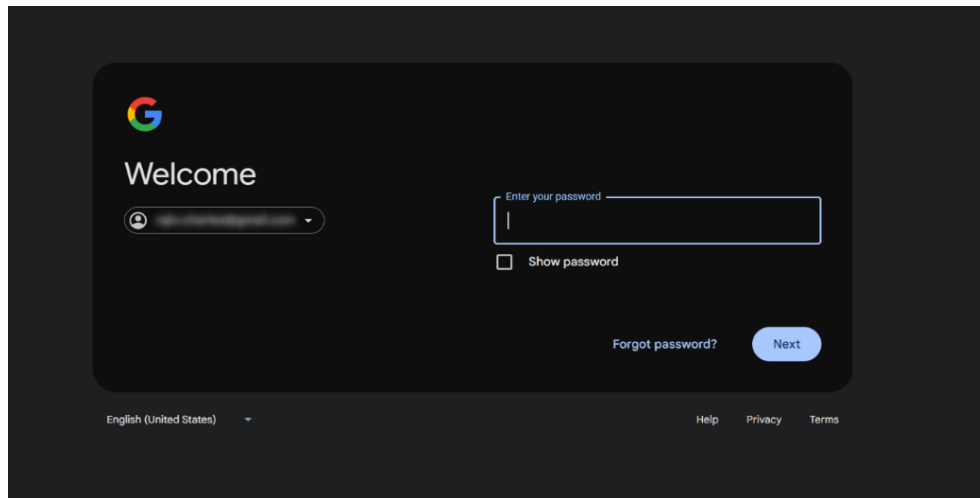 Welcome
Enter your password
Show password
Forgot password?
Next
English (United States)
Help Privacy Terms